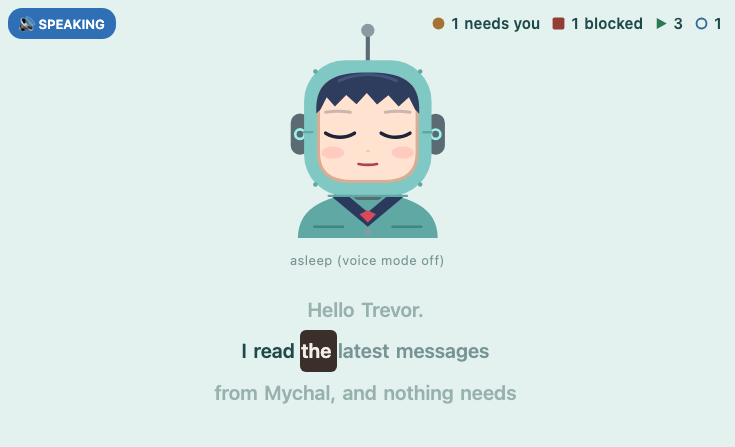 SPEAKING
1 needs you 1 blocked 3 1
asleep (voice mode off)
Hello Trevor.
I read the latest messages
from Mychal, and nothing needs